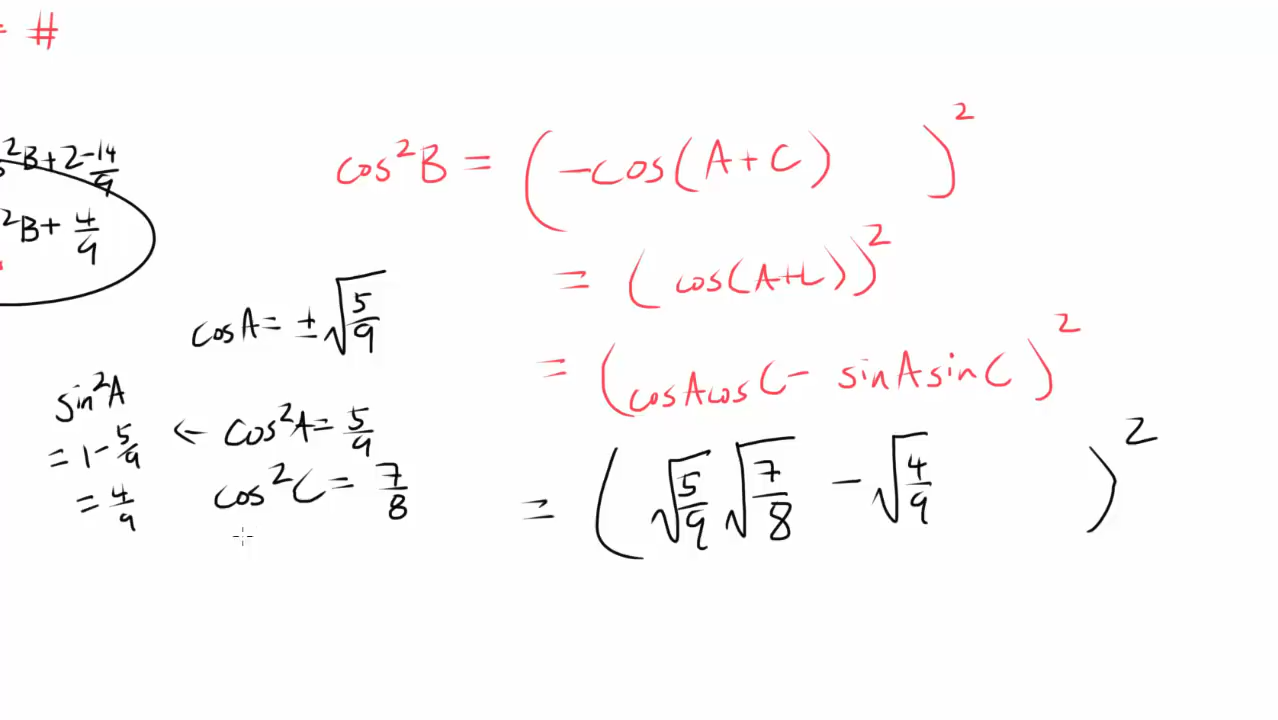 = #
²B+2-14/9
²B+ 4/9
cos²B = (-cos(A+C) )²
= (cos(A+C))²
cosA = ±√5/9
= (cosAcosC - sinAsinC)²
sin²A
= 1-5/9 ← cos²A = 5/9
= 4/9 cos²C = 7/8
= (√5/9 √7/8 - √4/9 )²